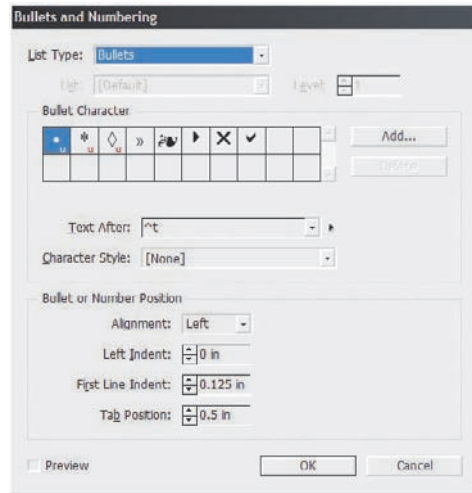 Bullets and Numbering
List Type: Bullets
List: [Default] Level: 1
Bullet Character
Add...
Delete
Text After: ^t
Character Style: [None]
Bullet or Number Position
Alignment: Left
Left Indent: 0 in
First Line Indent: 0.125 in
Tab Position: 0.5 in
Preview OK Cancel